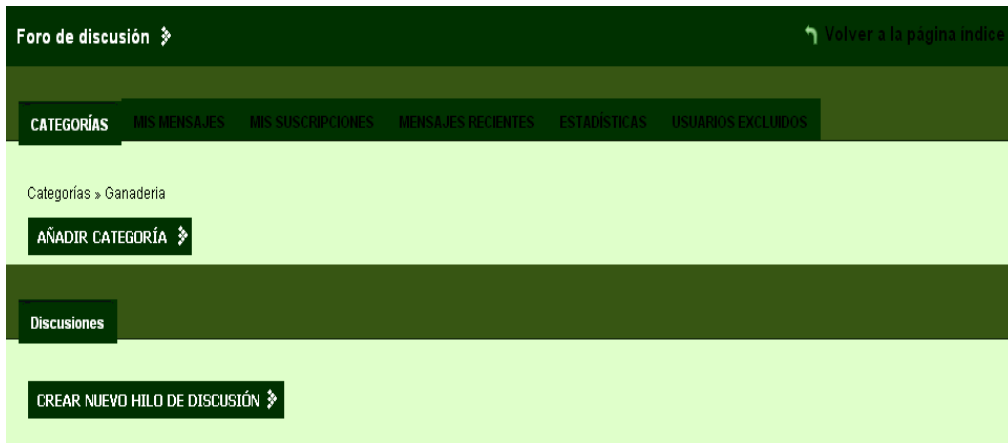 Foro de discusión
Volver a la página índice
CATEGORÍAS MIS MENSAJES MIS SUSCRIPCIONES MENSAJES RECIENTES ESTADÍSTICAS USUARIOS EXCLUIDOS
Categorías » Ganaderia
AÑADIR CATEGORÍA
Discusiones
CREAR NUEVO HILO DE DISCUSIÓN